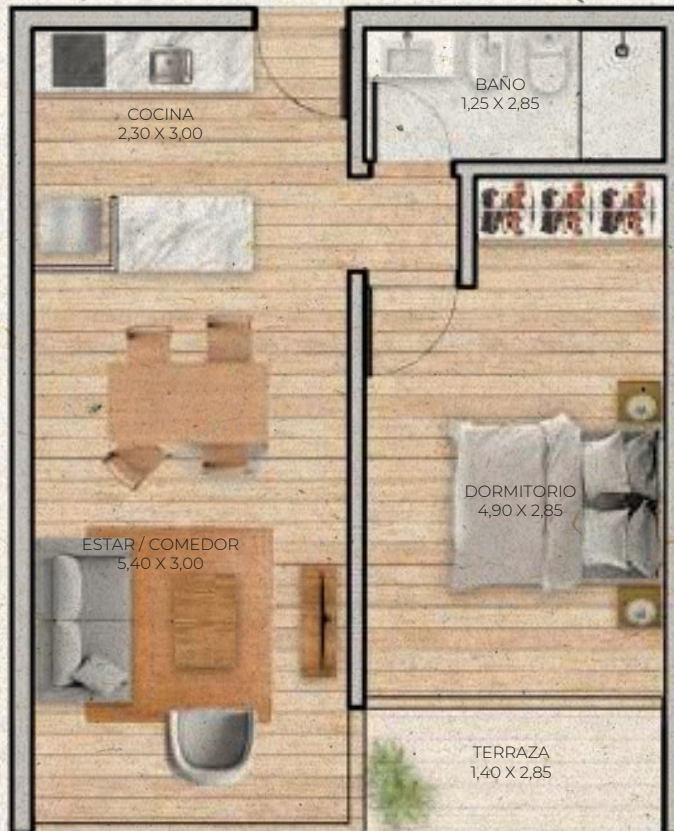 COCINA
2,30 X 3,00
BAÑO
1,25 X 2,85
DORMITORIO
4,90 X 2,85
ESTAR / COMEDOR
5,40 X 3,00
TERRAZA
1,40 X 2,85